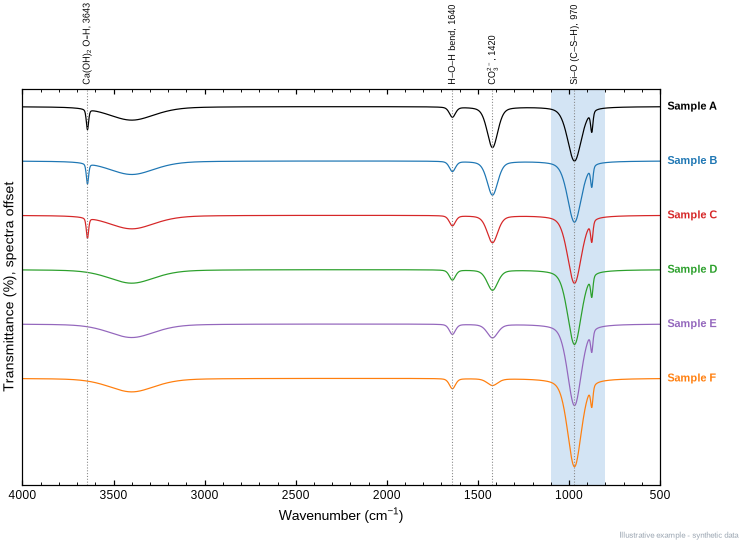 Ca(OH)₂ O–H, 3643
H–O–H bend, 1640
CO₃²⁻, 1420
Si–O (C–S–H), 970
Sample A
Sample B
Sample C
Sample D
Sample E
Sample F
Transmittance (%), spectra offset
4000 3500 3000 2500 2000 1500 1000 500
Wavenumber (cm⁻¹)
Illustrative example - synthetic data